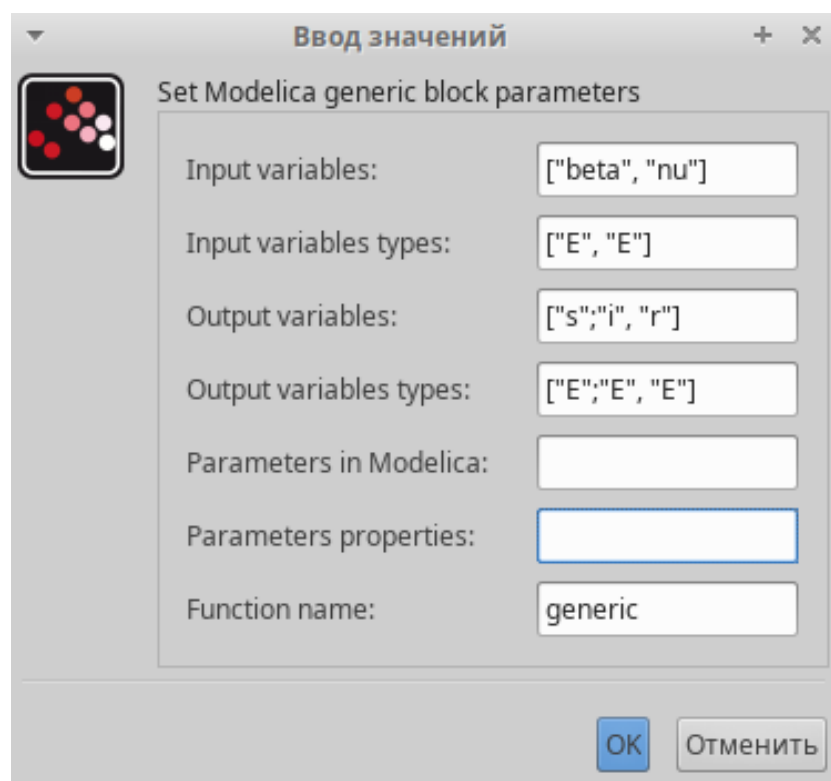 Ввод значений
Set Modelica generic block parameters
Input variables: ["beta", "nu"]
Input variables types: ["E", "E"]
Output variables: ["s";"i", "r"]
Output variables types: ["E";"E", "E"]
Parameters in Modelica:
Parameters properties:
Function name: generic
OK Отменить